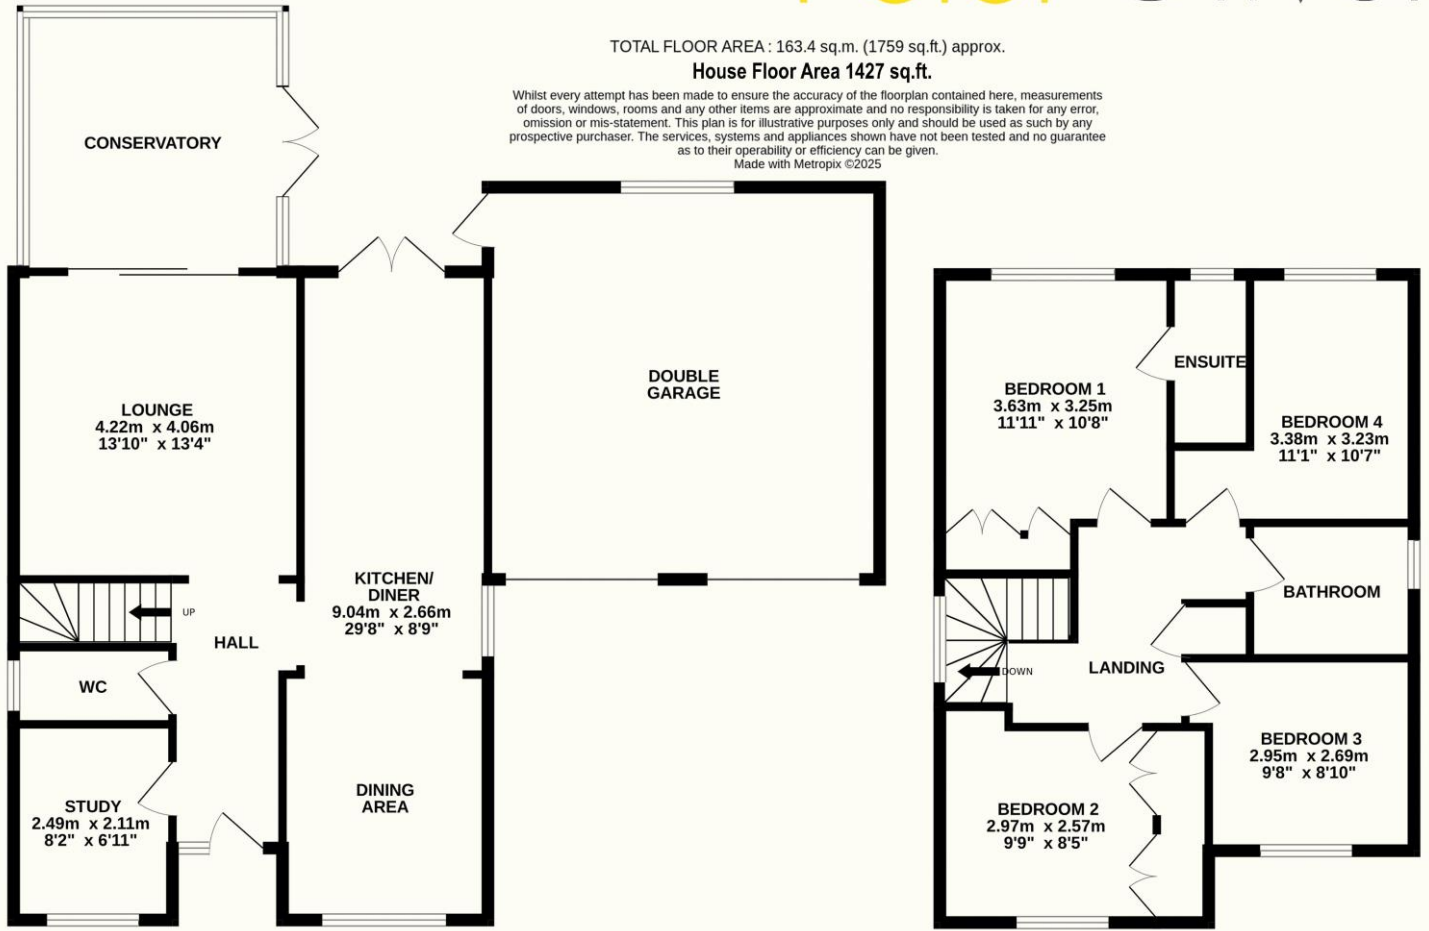 TOTAL FLOOR AREA : 163.4 sq.m. (1759 sq.ft.) approx.
House Floor Area 1427 sq.ft.
Whilst every attempt has been made to ensure the accuracy of the floorplan contained here, measurements
of doors, windows, rooms and any other items are approximate and no responsibility is taken for any error,
omission or mis-statement. This plan is for illustrative purposes only and should be used as such by any
prospective purchaser. The services, systems and appliances shown have not been tested and no guarantee
as to their operability or efficiency can be given.
Made with Metropix ©2025
CONSERVATORY
LOUNGE
4.22m x 4.06m
13'10" x 13'4"
DOUBLE
GARAGE
KITCHEN/
DINER
9.04m x 2.66m
29'8" x 8'9"
UP
HALL
WC
STUDY
2.49m x 2.11m
8'2" x 6'11"
DINING
AREA
BEDROOM 1
3.63m x 3.25m
11'11" x 10'8"
ENSUITE
BEDROOM 4
3.38m x 3.23m
11'1" x 10'7"
BATHROOM
LANDING
DOWN
BEDROOM 3
2.95m x 2.69m
9'8" x 8'10"
BEDROOM 2
2.97m x 2.57m
9'9" x 8'5"